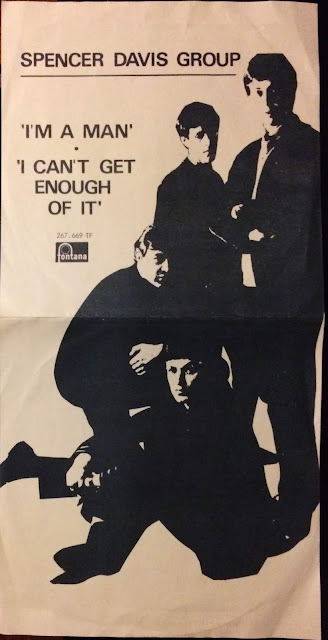 SPENCER DAVIS GROUP
'I'M A MAN'
•
'I CAN'T GET
ENOUGH
OF IT'
267.669 TF
fontana